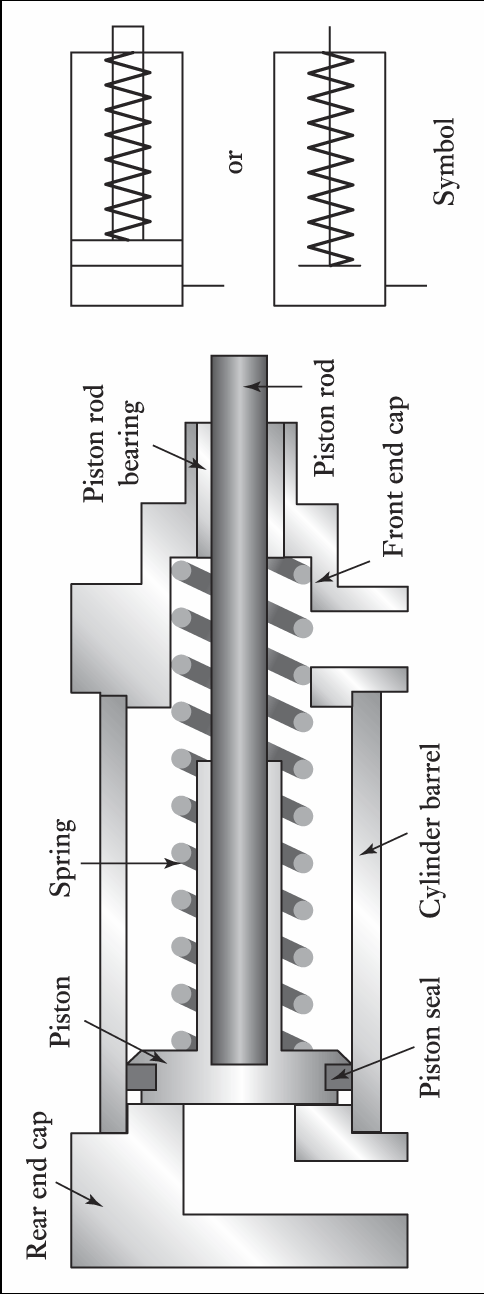 Rear end cap
Piston
Spring
Piston rod
bearing
Piston seal
Cylinder barrel
Front end cap
Piston rod
or
Symbol